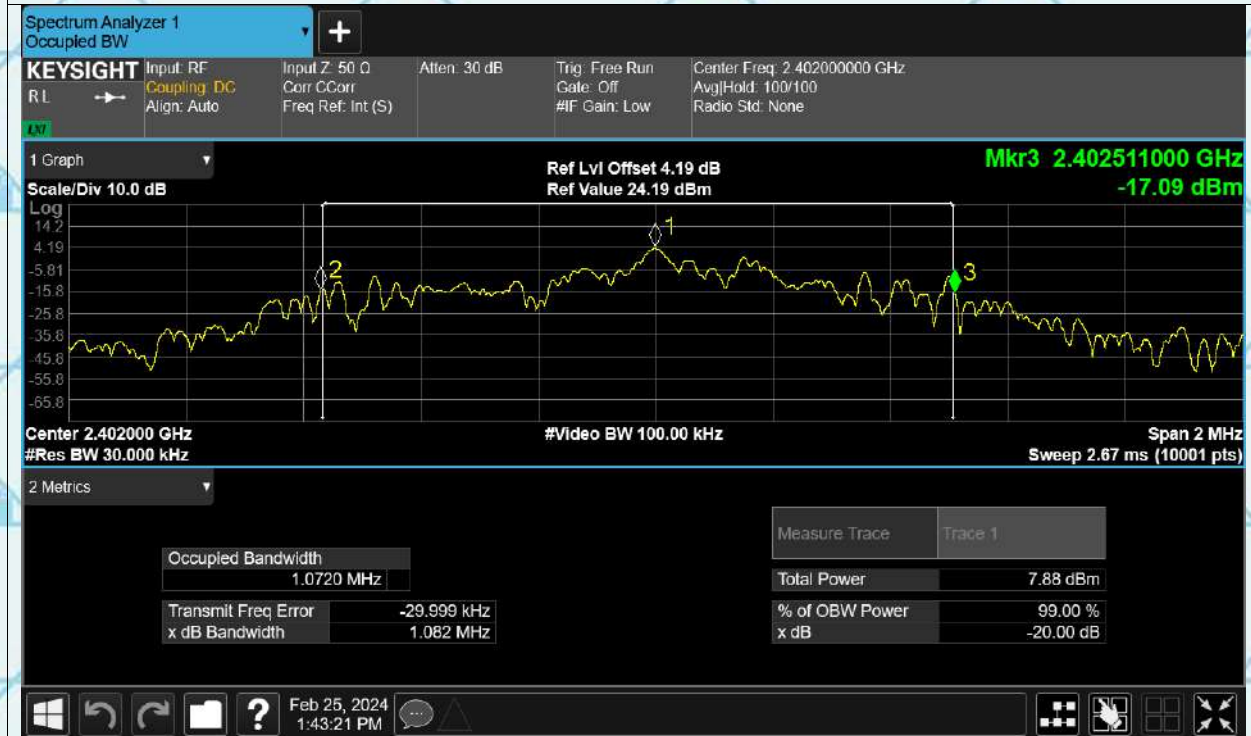 Spectrum Analyzer 1
Occupied BW
+
KEYSIGHT
RL
LXI
Input: RF
Coupling: DC
Align: Auto
Input Z: 50 Ω
Corr CCorr
Freq Ref: Int (S)
Atten: 30 dB
Trig: Free Run
Gate: Off
#IF Gain: Low
Center Freq: 2.402000000 GHz
Avg|Hold: 100/100
Radio Std: None
1 Graph
Scale/Div 10.0 dB
Ref Lvl Offset 4.19 dB
Ref Value 24.19 dBm
Mkr3 2.402511000 GHz
-17.09 dBm
Log
14.2
4.19
-5.81
-15.8
-25.8
-35.8
-45.8
-55.8
-65.8
1
2
3
Center 2.402000 GHz
#Res BW 30.000 kHz
#Video BW 100.00 kHz
Span 2 MHz
Sweep 2.67 ms (10001 pts)
2 Metrics
Measure Trace Trace 1
Occupied Bandwidth
1.0720 MHz
Total Power 7.88 dBm
Transmit Freq Error -29.999 kHz
% of OBW Power 99.00 %
x dB Bandwidth 1.082 MHz
x dB -20.00 dB
?
Feb 25, 2024
1:43:21 PM